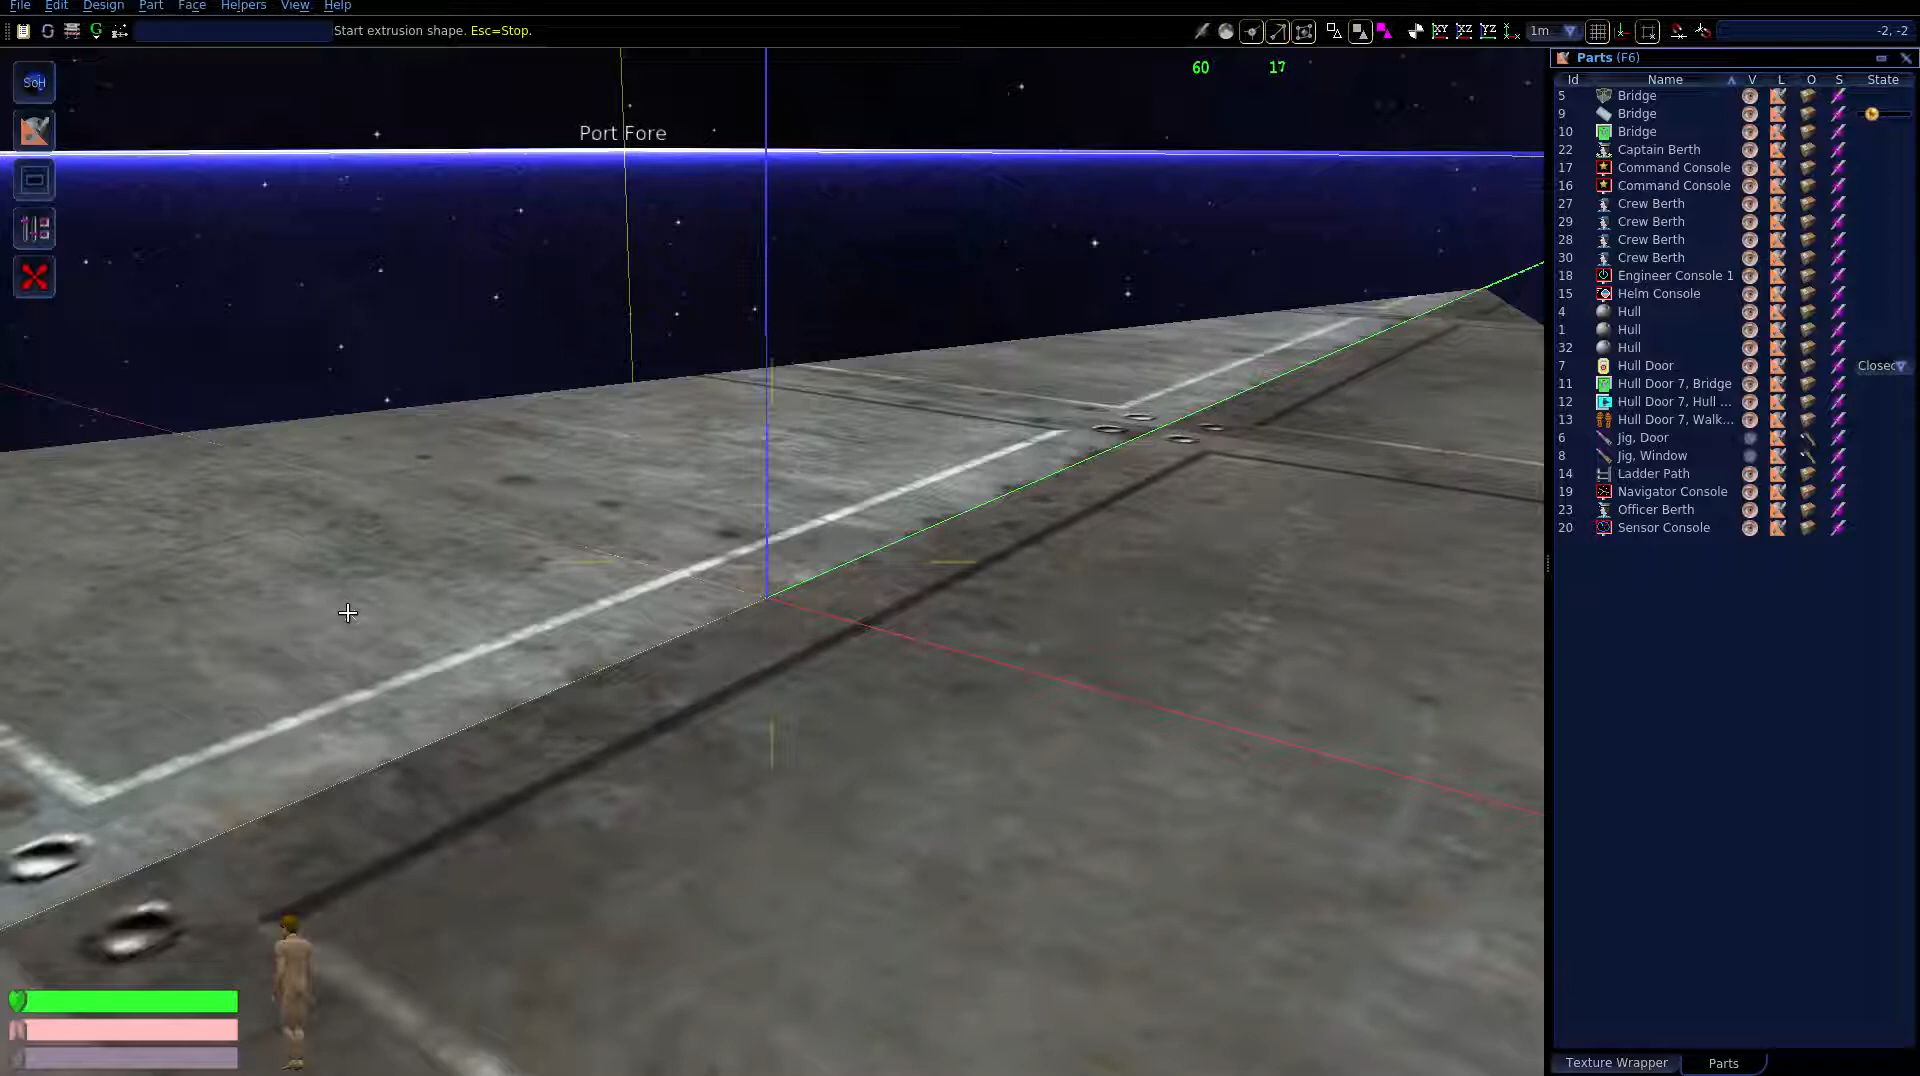 File Edit Design Part Face Helpers View Help
G Start extrusion shape. Esc=Stop. XY XZ YZ 1m -2, -2
60 17
SoH
Port Fore
Parts (F6)
Id Name V L O S State
5 Bridge
9 Bridge
10 Bridge
22 Captain Berth
17 Command Console
16 Command Console
27 Crew Berth
29 Crew Berth
28 Crew Berth
30 Crew Berth
18 Engineer Console 1
15 Helm Console
4 Hull
1 Hull
32 Hull
7 Hull Door Closed
11 Hull Door 7, Bridge
12 Hull Door 7, Hull ...
13 Hull Door 7, Walk...
6 Jig, Door
8 Jig, Window
14 Ladder Path
19 Navigator Console
23 Officer Berth
20 Sensor Console
Texture Wrapper Parts